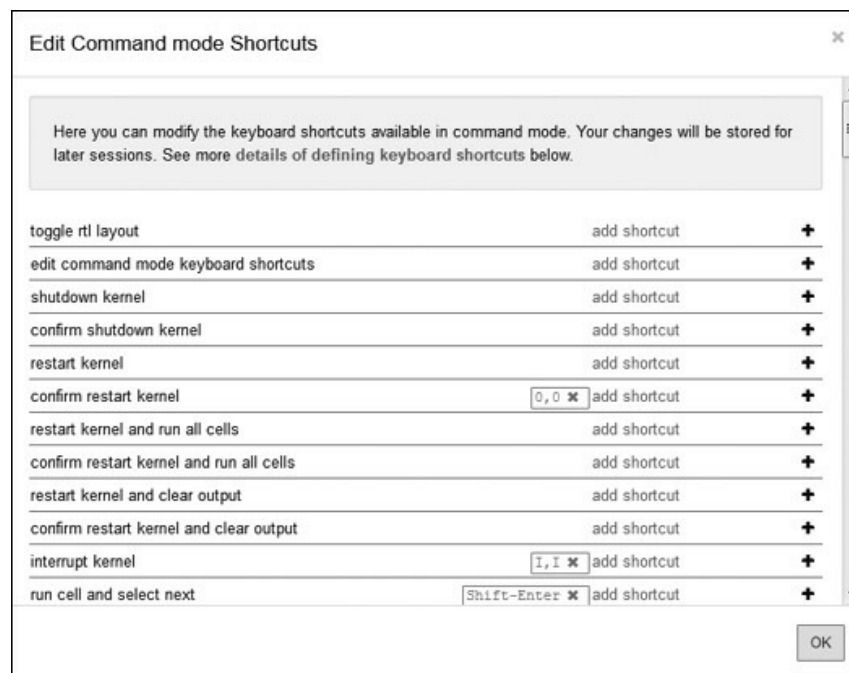 Edit Command mode Shortcuts ×
Here you can modify the keyboard shortcuts available in command mode. Your changes will be stored for
later sessions. See more details of defining keyboard shortcuts below.
toggle rtl layout add shortcut +
edit command mode keyboard shortcuts add shortcut +
shutdown kernel add shortcut +
confirm shutdown kernel add shortcut +
restart kernel add shortcut +
confirm restart kernel 0,0 × add shortcut +
restart kernel and run all cells add shortcut +
confirm restart kernel and run all cells add shortcut +
restart kernel and clear output add shortcut +
confirm restart kernel and clear output add shortcut +
interrupt kernel I,I × add shortcut +
run cell and select next Shift-Enter × add shortcut +
OK